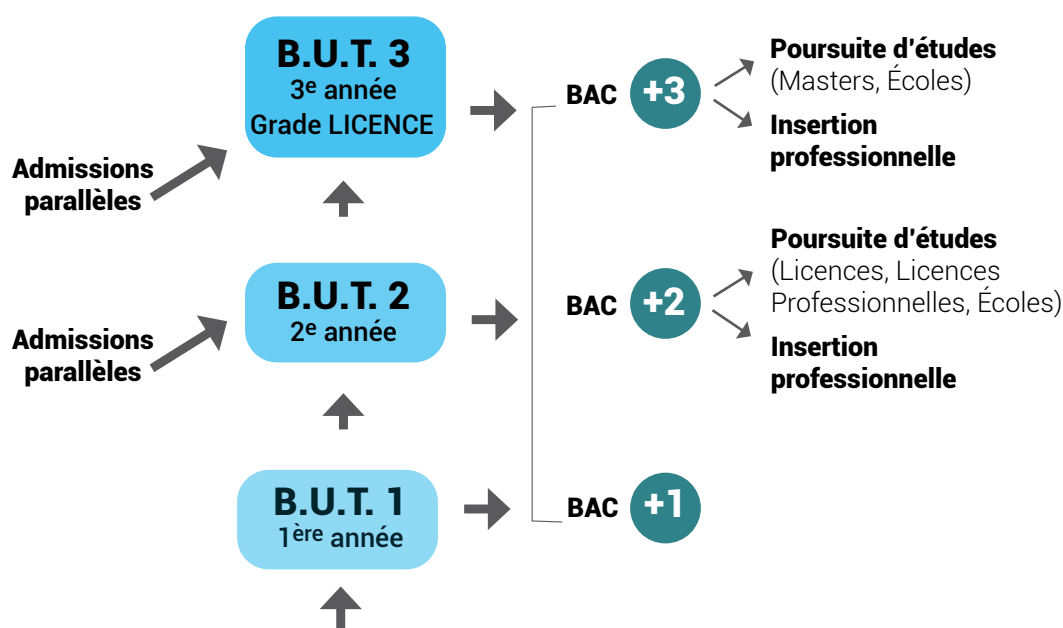 B.U.T. 3
3e année
Grade LICENCE
BAC +3
Poursuite d'études
(Masters, Écoles)
Insertion
professionnelle
Admissions
parallèles
B.U.T. 2
2e année
BAC +2
Poursuite d'études
(Licences, Licences
Professionnelles, Écoles)
Insertion
professionnelle
Admissions
parallèles
B.U.T. 1
1ère année
BAC +1